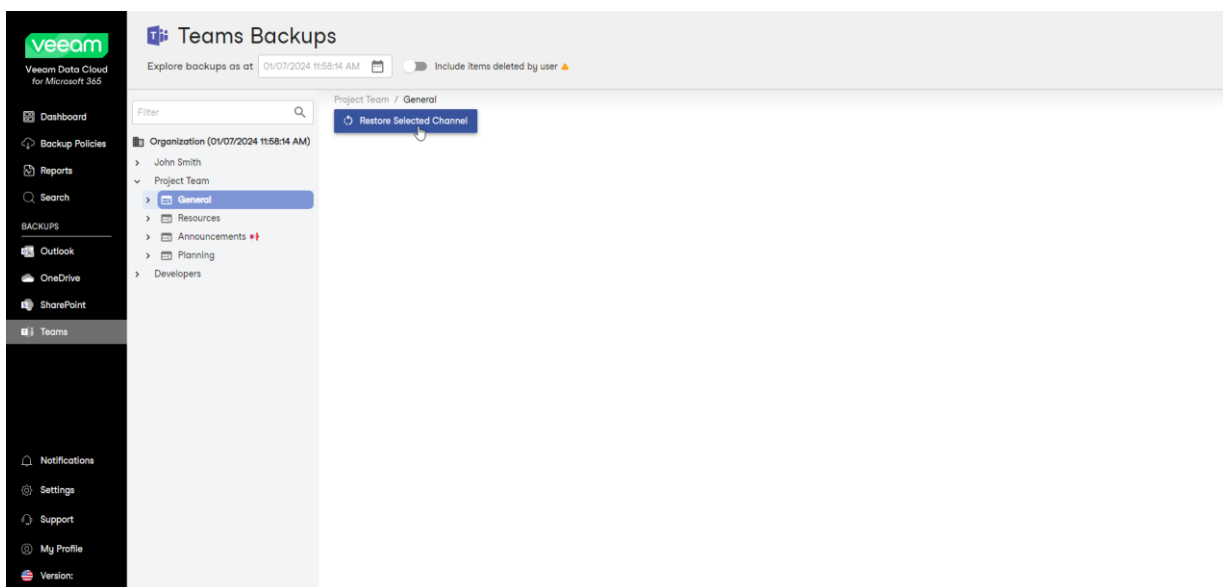 veeam
Veeam Data Cloud
for Microsoft 365
Dashboard
Backup Policies
Reports
Search
BACKUPS
Outlook
OneDrive
SharePoint
Teams
Notifications
Settings
Support
My Profile
Version:
Teams Backups
Explore backups as at 01/07/2024 11:58:14 AM Include items deleted by user
Filter
Organization (01/07/2024 11:58:14 AM)
John Smith
Project Team
General
Resources
Announcements
Planning
Developers
Project Team / General
Restore Selected Channel